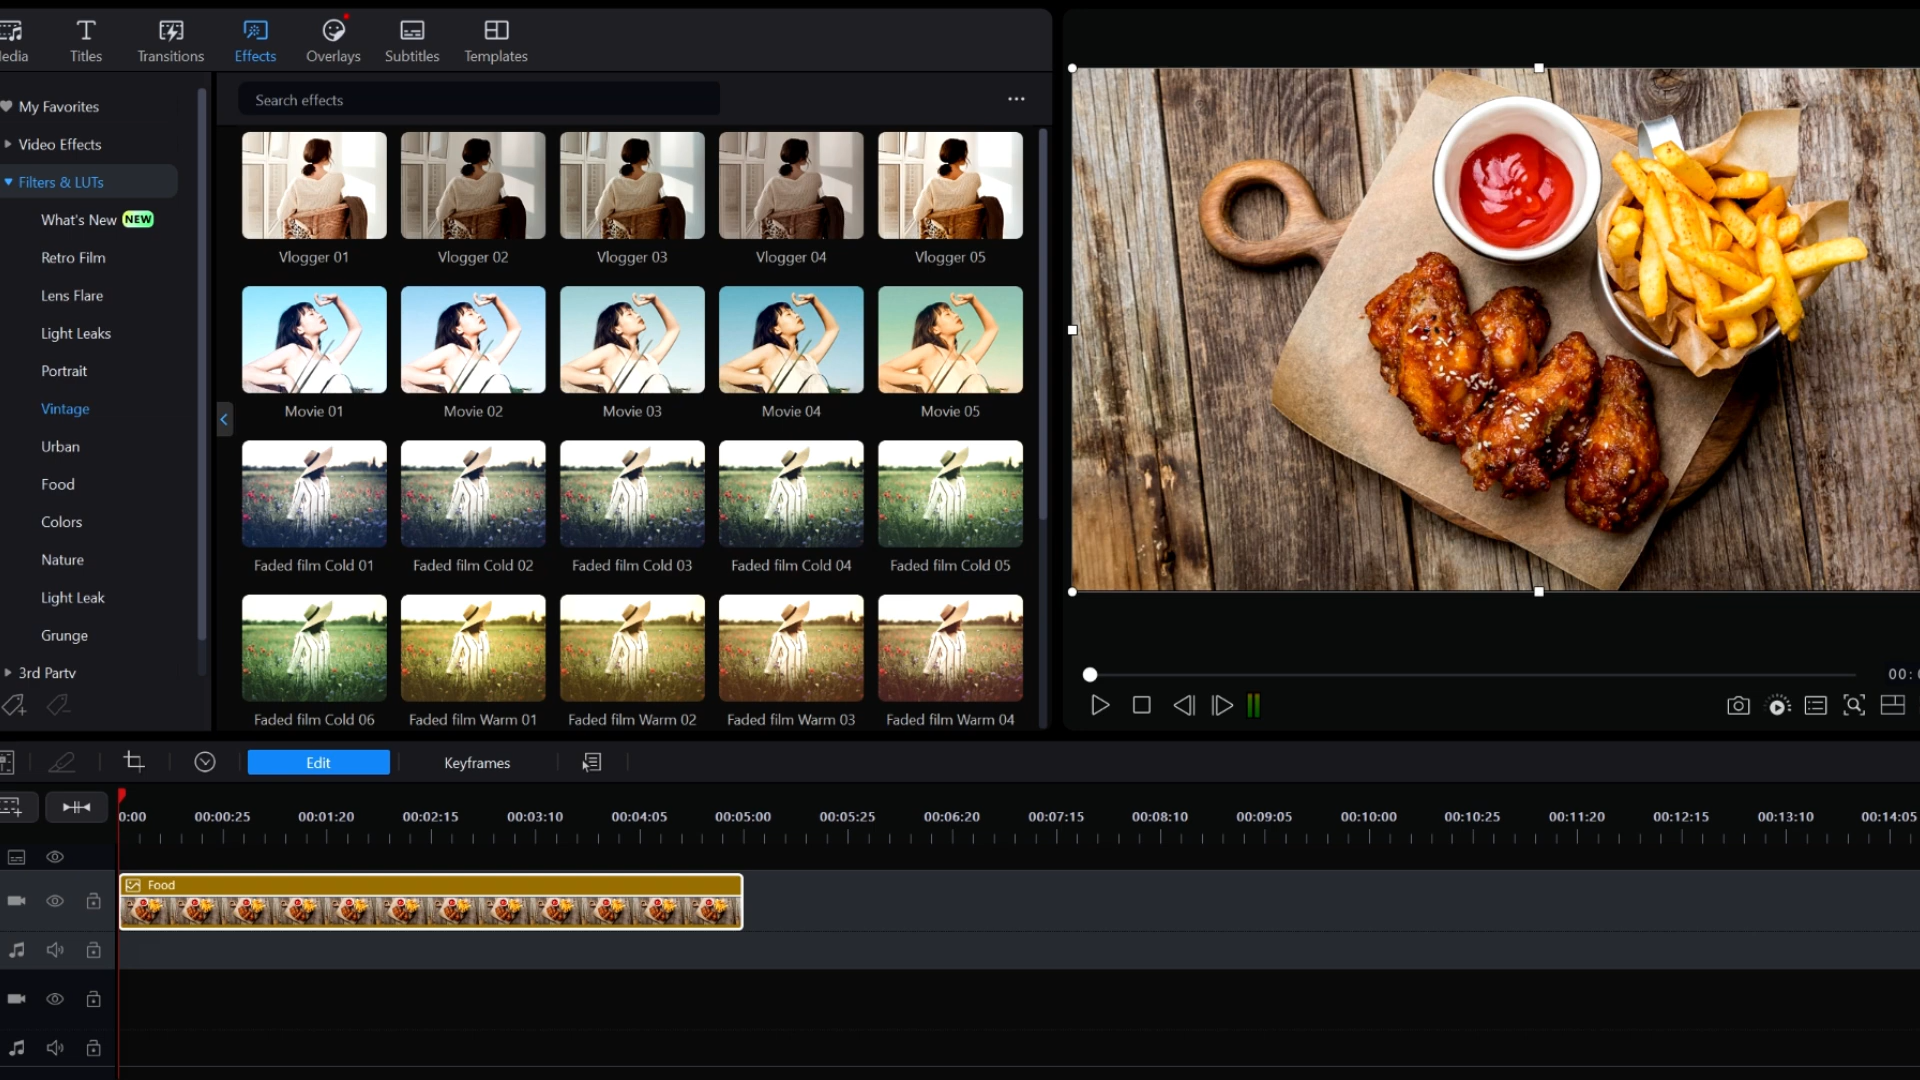 edia
Titles
Transitions
Effects
Overlays
Subtitles
Templates
My Favorites
Video Effects
Filters & LUTs
What's New NEW
Retro Film
Lens Flare
Light Leaks
Portrait
Vintage
Urban
Food
Colors
Nature
Light Leak
Grunge
3rd Party
Search effects
Vlogger 01
Vlogger 02
Vlogger 03
Vlogger 04
Vlogger 05
Movie 01
Movie 02
Movie 03
Movie 04
Movie 05
Faded film Cold 01
Faded film Cold 02
Faded film Cold 03
Faded film Cold 04
Faded film Cold 05
Faded film Cold 06
Faded film Warm 01
Faded film Warm 02
Faded film Warm 03
Faded film Warm 04
00:
Edit
Keyframes
0:00
00:00:25
00:01:20
00:02:15
00:03:10
00:04:05
00:05:00
00:05:25
00:06:20
00:07:15
00:08:10
00:09:05
00:10:00
00:10:25
00:11:20
00:12:15
00:13:10
00:14:05
Food